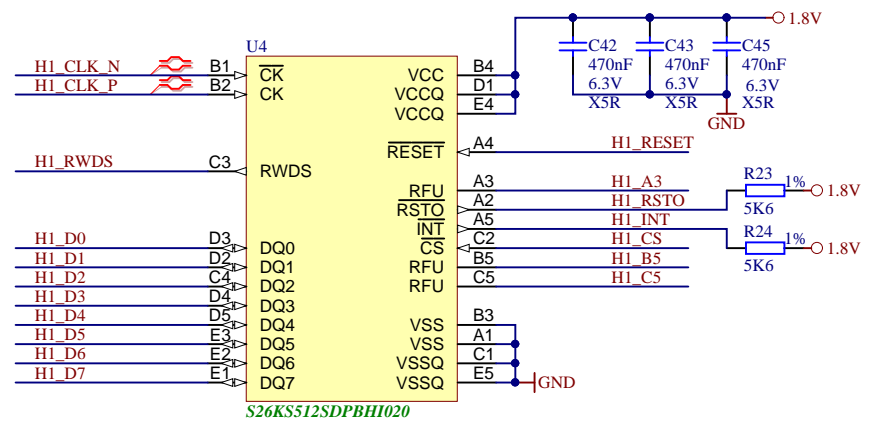 U4
1.8V
C42
470nF
6.3V
X5R
C43
470nF
6.3V
X5R
C45
470nF
6.3V
X5R
GND
H1_CLK_N B1 CK VCC B4
H1_CLK_P B2 CK VCCQ D1
VCCQ E4
RESET A4 H1_RESET
H1_RWDS C3 RWDS
RFU A3 H1_A3
RSTO A2 H1_RSTO
INT A5 H1_INT
R23 1% 1.8V
5K6
R24 1% 1.8V
5K6
H1_D0 D3 DQ0 CS C2 H1_CS
H1_D1 D2 DQ1 RFU B5 H1_B5
H1_D2 C4 DQ2 RFU C5 H1_C5
H1_D3 D4 DQ3
H1_D4 D5 DQ4 VSS B3
H1_D5 E3 DQ5 VSS A1
H1_D6 E2 DQ6 VSSQ C1
H1_D7 E1 DQ7 VSSQ E5 GND
S26KS512SDPBHI020